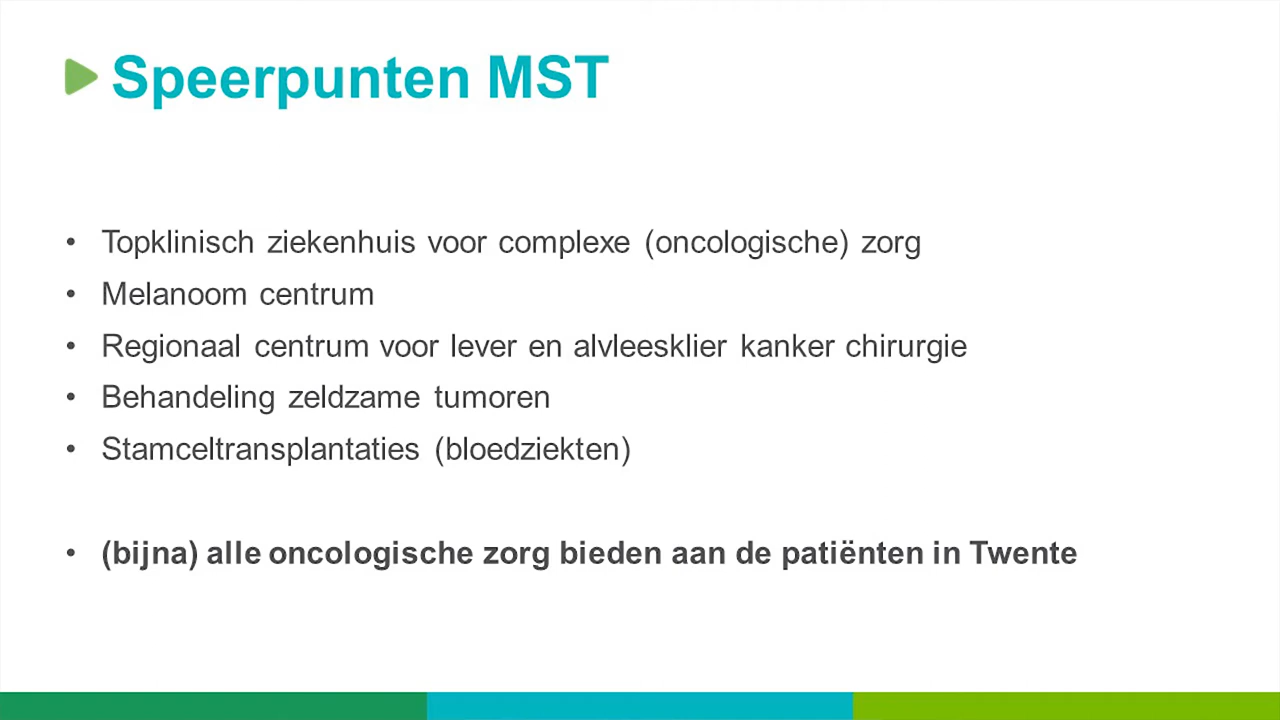 Speerpunten MST
• Topklinisch ziekenhuis voor complexe (oncologische) zorg
• Melanoom centrum
• Regionaal centrum voor lever en alvleesklier kanker chirurgie
• Behandeling zeldzame tumoren
• Stamceltransplantaties (bloedziekten)
• (bijna) alle oncologische zorg bieden aan de patiënten in Twente